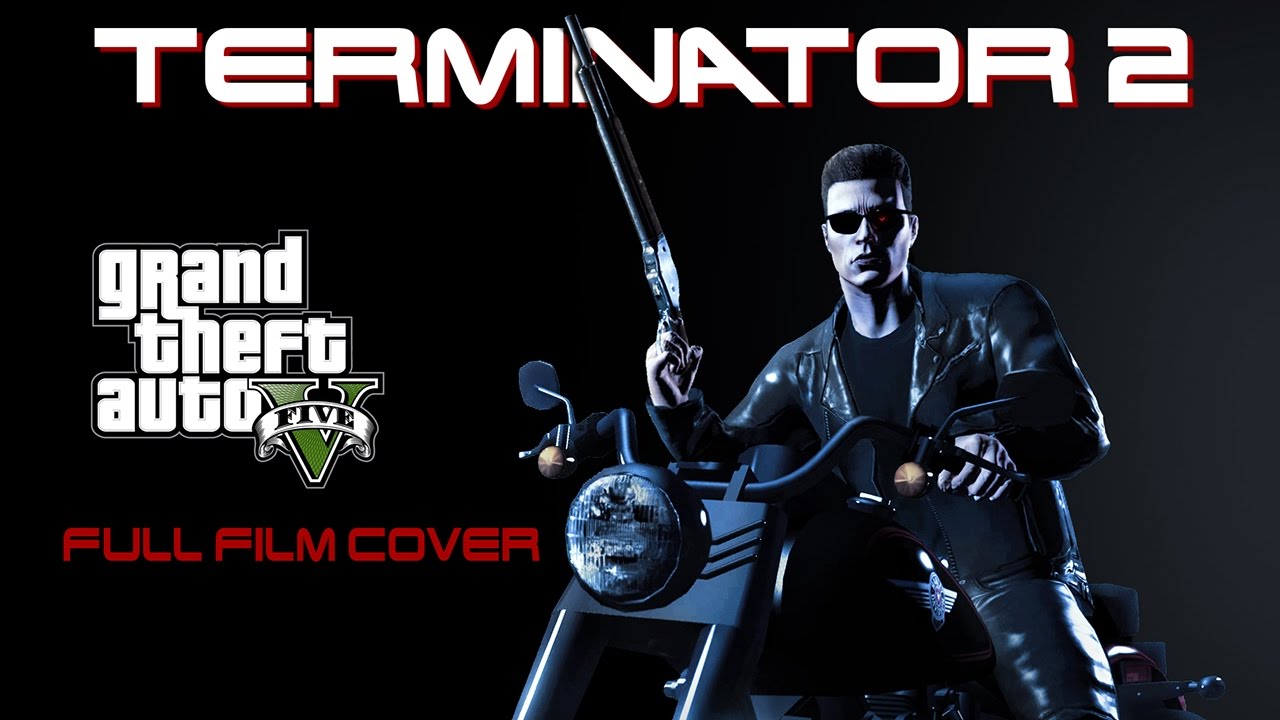 TERMINATOR 2
grand
theft
auto V
FIVE
FULL FILM COVER